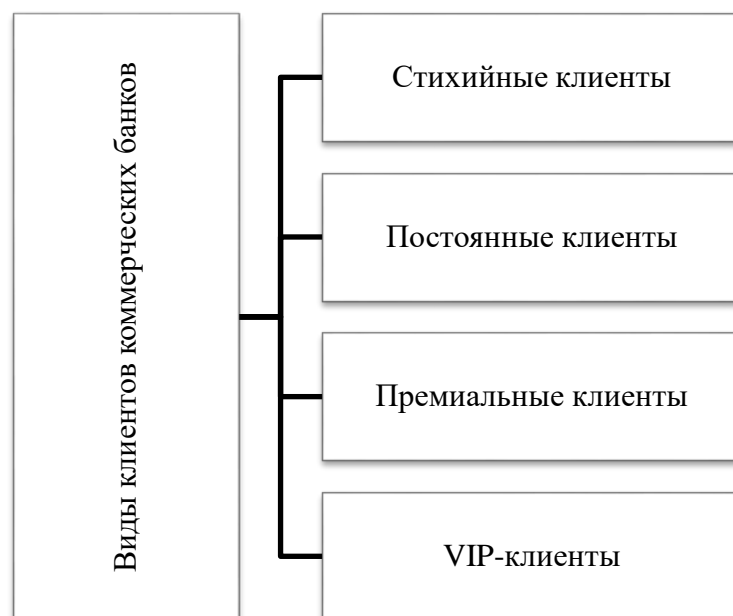 Виды клиентов коммерческих банков
Стихийные клиенты
Постоянные клиенты
Премиальные клиенты
VIP-клиенты